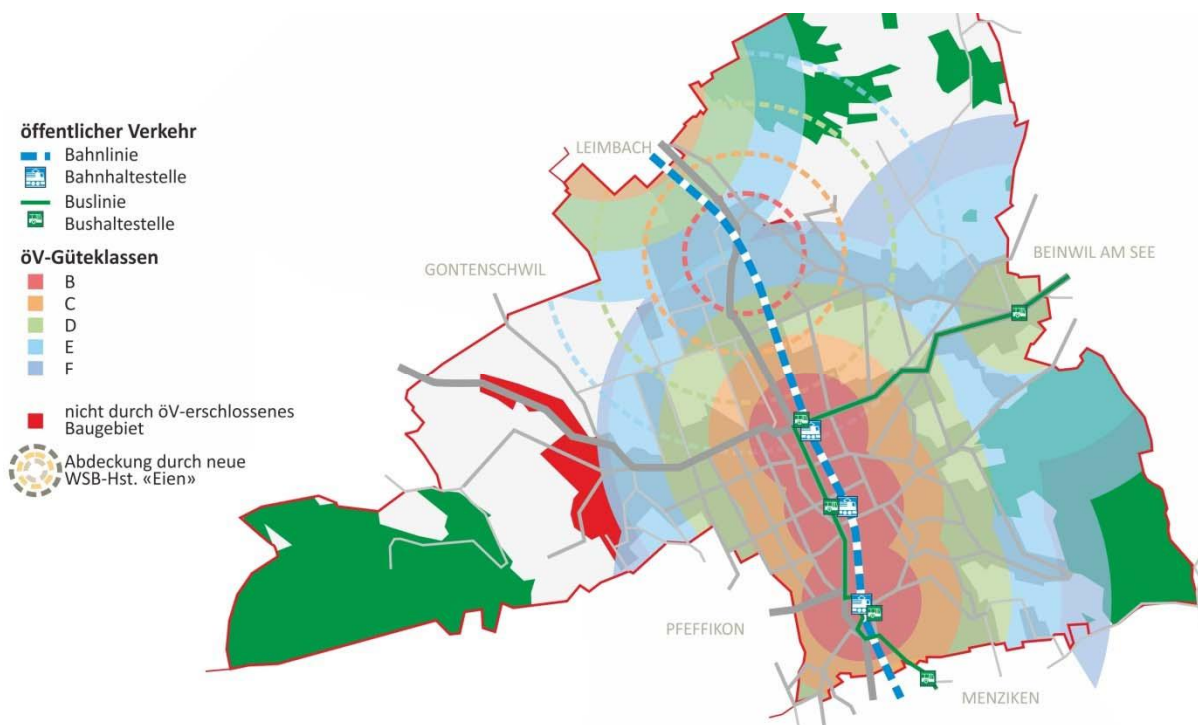 öffentlicher Verkehr
Bahnlinie
Bahnhaltestelle
Buslinie
Bushaltestelle
öV-Güteklassen
B
C
D
E
F
nicht durch öV-erschlossenes
Baugebiet
Abdeckung durch neue
WSB-Hst. «Eien»
LEIMBACH
GONTENSCHWIL
BEINWIL AM SEE
PFEFFIKON
MENZIKEN